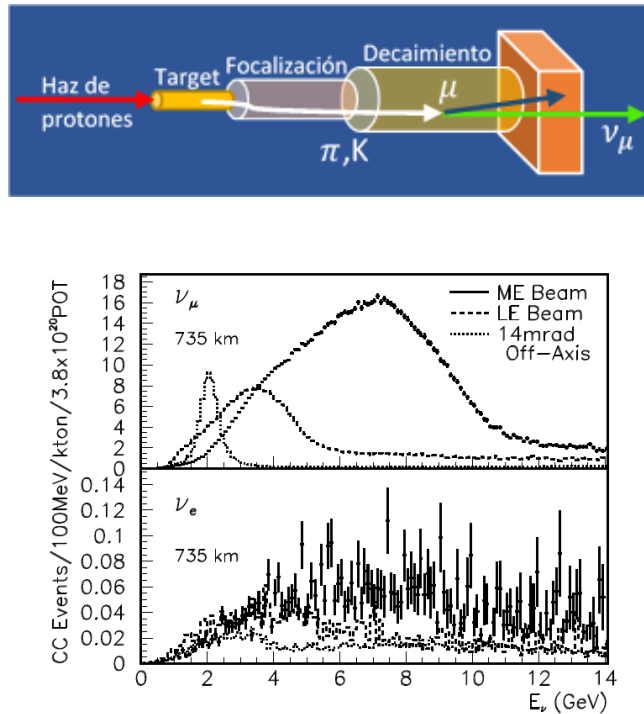 Haz de protones
Target
Focalización
Decaimiento
π,K
μ
νμ
CC Events/100MeV/kton/3.8x10²⁰POT
νμ
735 km
ME Beam
LE Beam
14mrad
Off-Axis
18
16
14
12
10
8
6
4
2
0
νe
735 km
0.14
0.12
0.1
0.08
0.06
0.04
0.02
0
0 2 4 6 8 10 12 14
Eν (GeV)